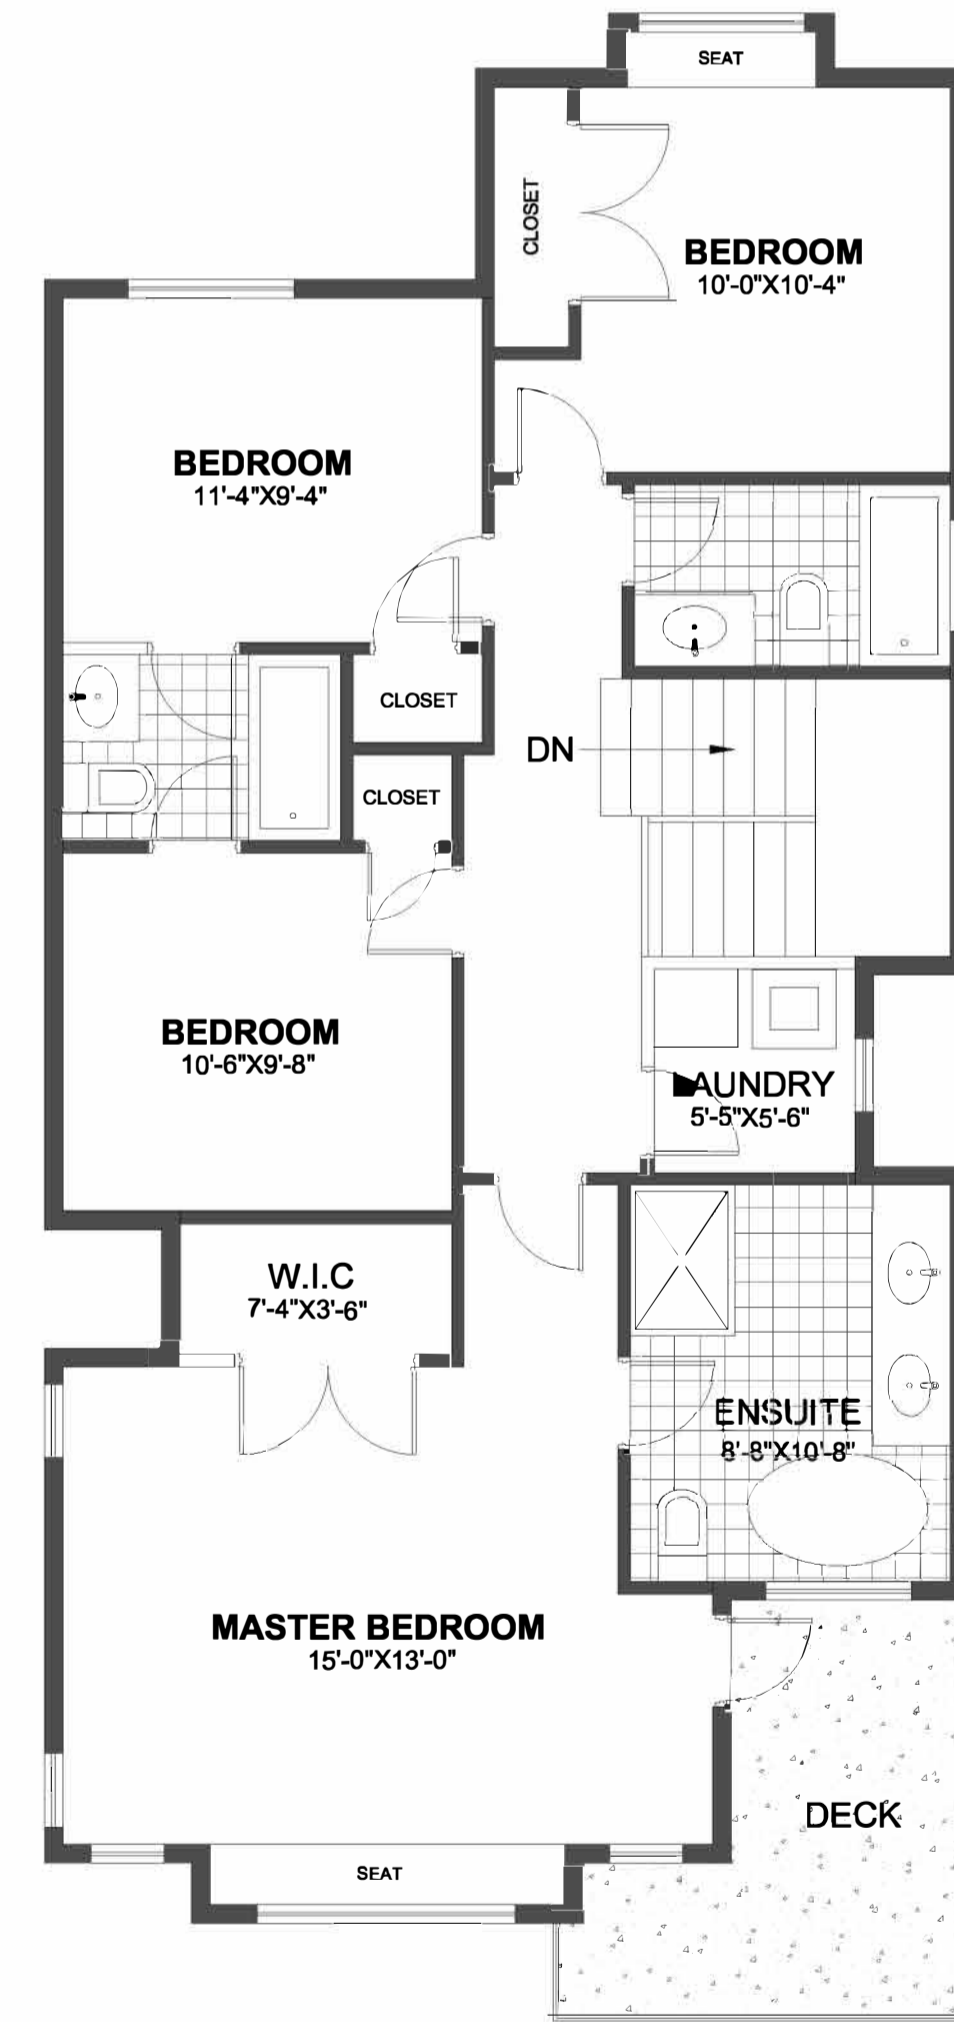 SEAT
CLOSET
BEDROOM
10'-0"X10'-4"
BEDROOM
11'-4"X9'-4"
CLOSET
DN
CLOSET
BEDROOM
10'-6"X9'-8"
LAUNDRY
5'-5"X5'-6"
W.I.C
7'-4"X3'-6"
ENSUITE
8'-8"X10'-8"
MASTER BEDROOM
15'-0"X13'-0"
DECK
SEAT